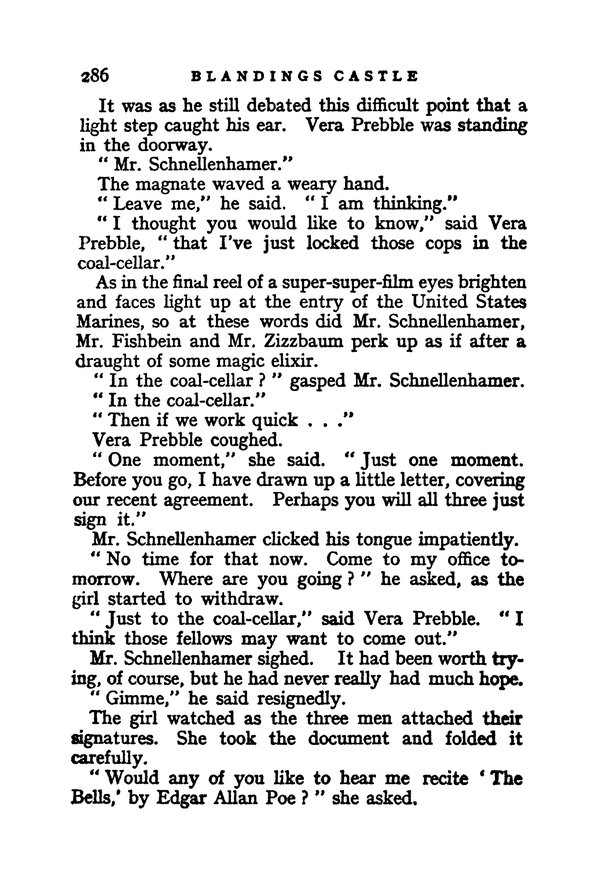 286 BLANDINGS CASTLE
It was as he still debated this difficult point that a
light step caught his ear. Vera Prebble was standing
in the doorway.
“ Mr. Schnellenhamer.”
The magnate waved a weary hand.
“ Leave me,” he said. “ I am thinking.”
“ I thought you would like to know,” said Vera
Prebble, “ that I've just locked those cops in the
coal-cellar.”
As in the final reel of a super-super-film eyes brighten
and faces light up at the entry of the United States
Marines, so at these words did Mr. Schnellenhamer,
Mr. Fishbein and Mr. Zizzbaum perk up as if after a
draught of some magic elixir.
“ In the coal-cellar ? ” gasped Mr. Schnellenhamer.
“ In the coal-cellar.”
“ Then if we work quick . . .”
Vera Prebble coughed.
“ One moment,” she said. “ Just one moment.
Before you go, I have drawn up a little letter, covering
our recent agreement. Perhaps you will all three just
sign it.”
Mr. Schnellenhamer clicked his tongue impatiently.
“ No time for that now. Come to my office to-
morrow. Where are you going ? ” he asked, as the
girl started to withdraw.
“ Just to the coal-cellar,” said Vera Prebble. “ I
think those fellows may want to come out.”
Mr. Schnellenhamer sighed. It had been worth try-
ing, of course, but he had never really had much hope.
“ Gimme,” he said resignedly.
The girl watched as the three men attached their
signatures. She took the document and folded it
carefully.
“ Would any of you like to hear me recite ‘ The
Bells,’ by Edgar Allan Poe ? ” she asked.